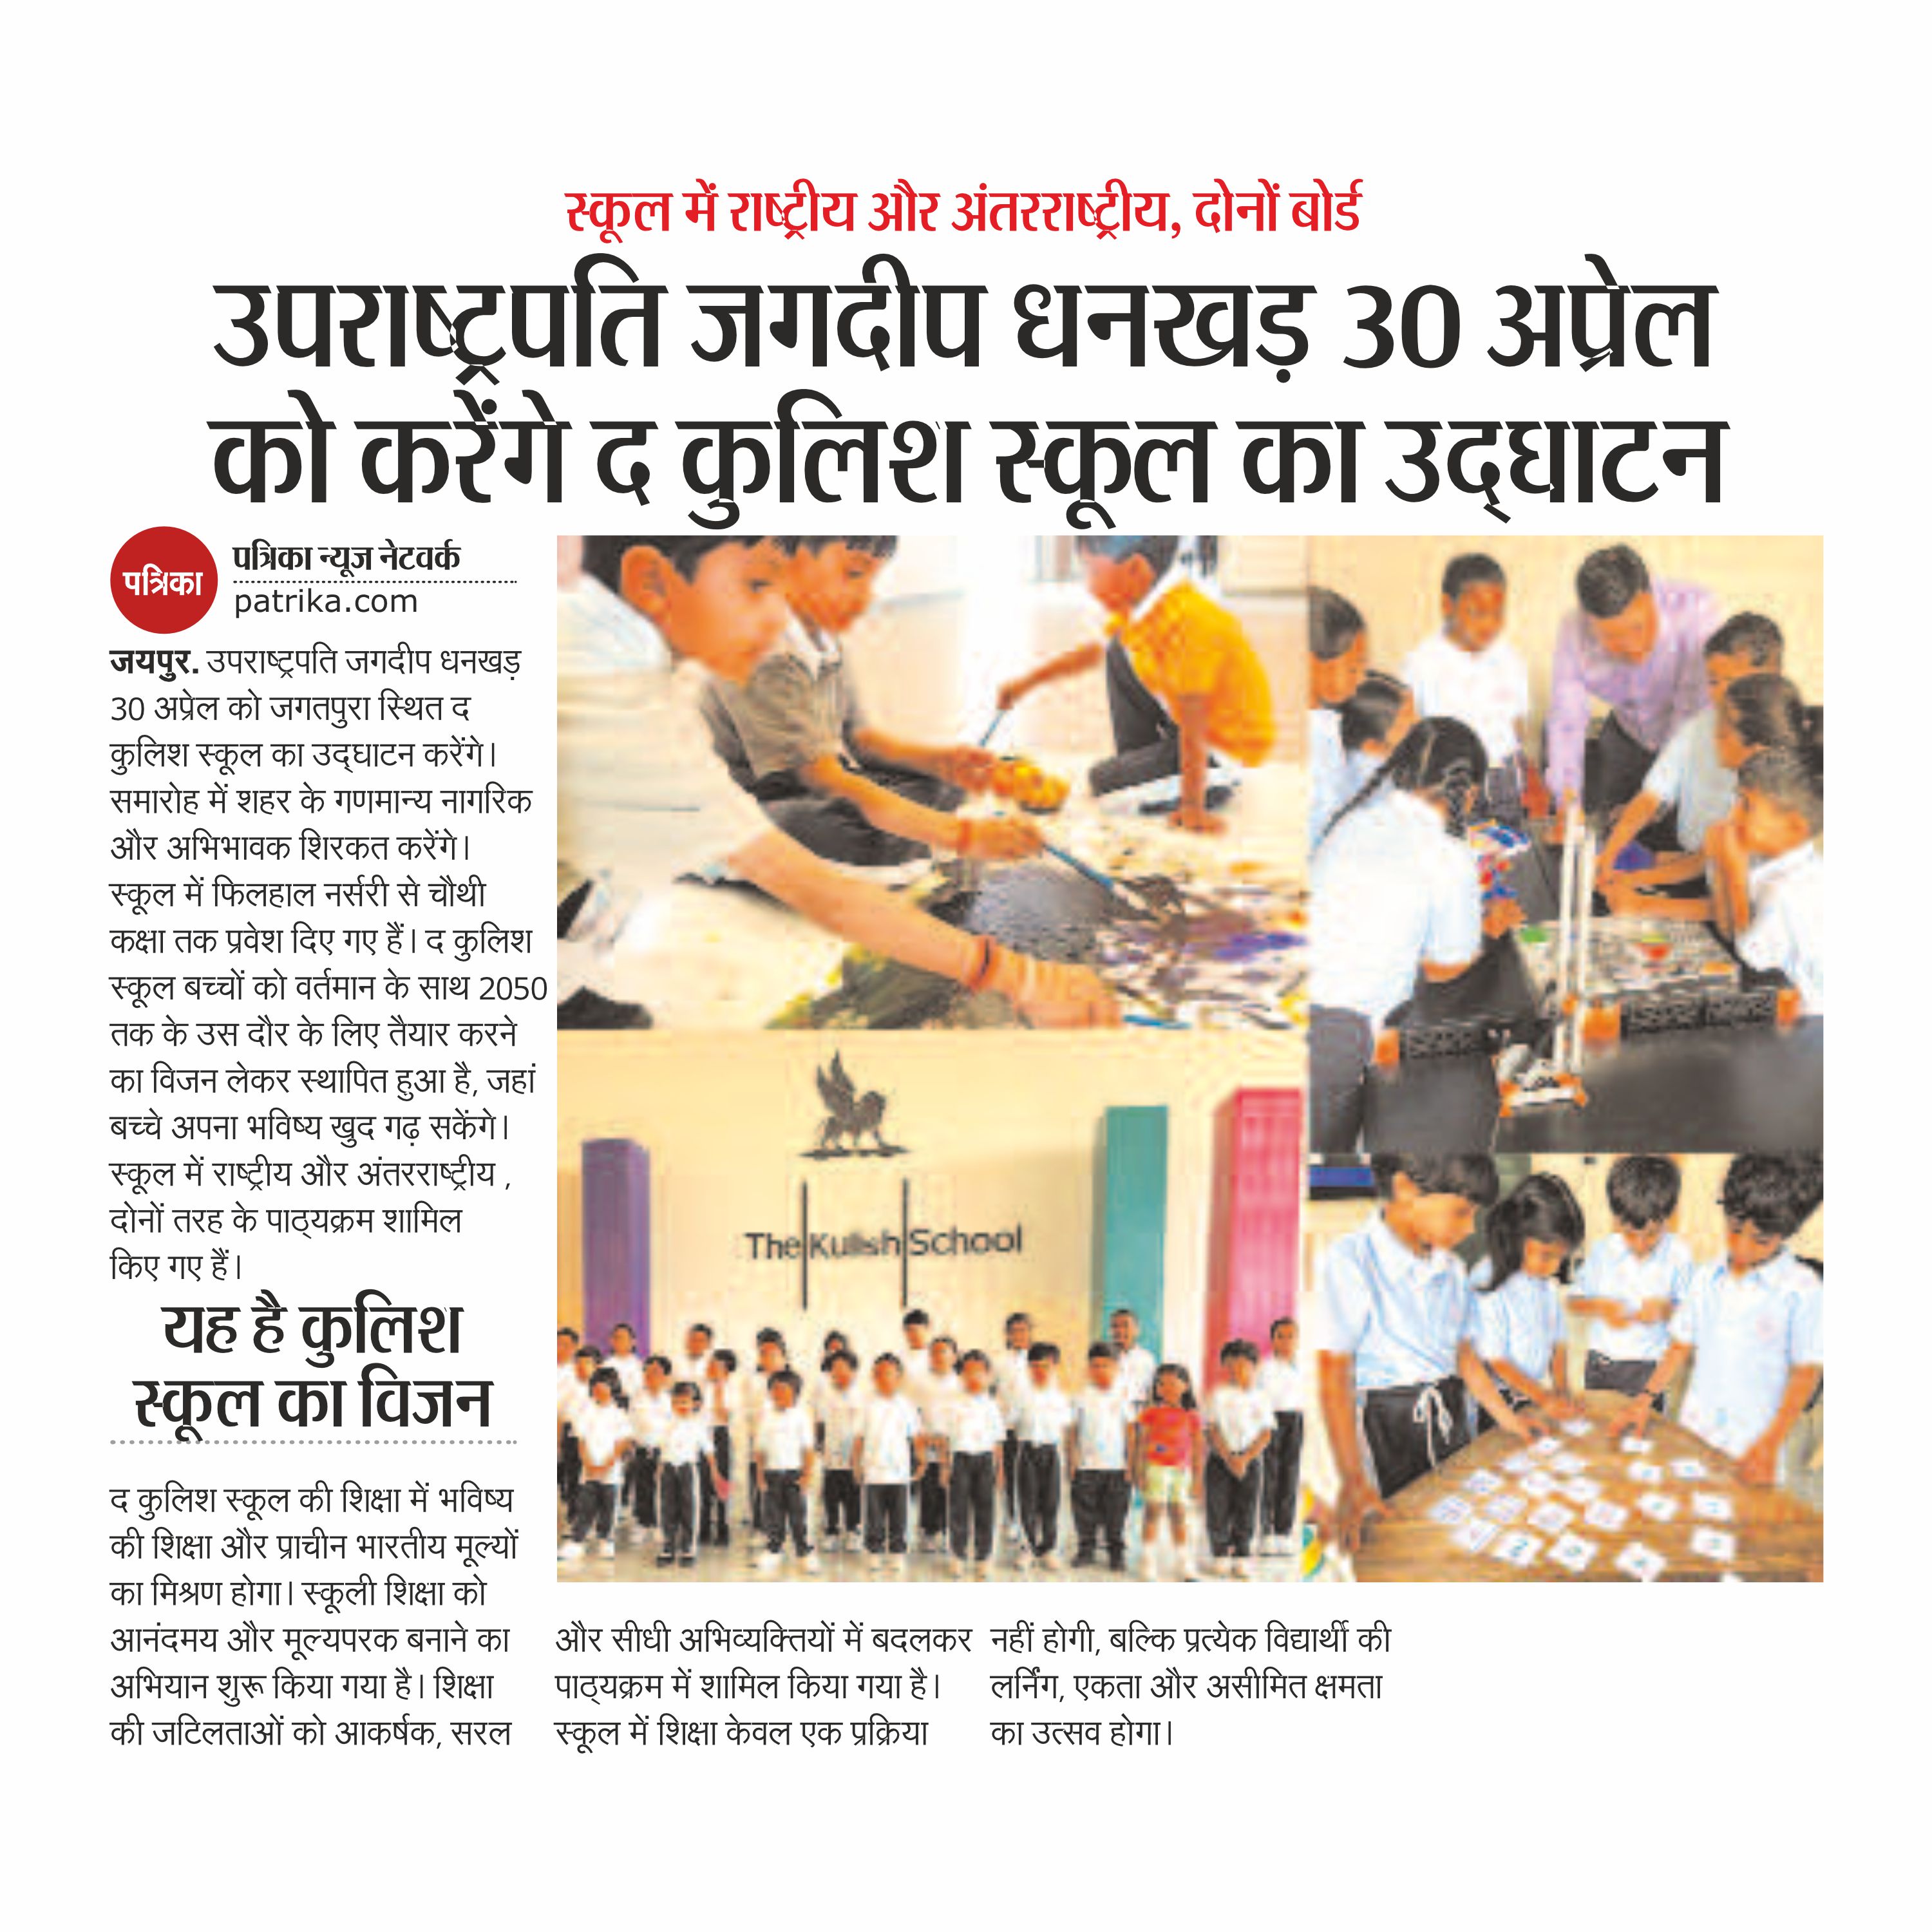 स्कूल में राष्ट्रीय और अंतरराष्ट्रीय, दोनों बोर्ड
उपराष्ट्रपति जगदीप धनखड़ 30 अप्रेल
को करेंगे द कुलिश स्कूल का उद्घाटन
पत्रिका
पत्रिका न्यूज नेटवर्क
patrika.com
जयपुर. उपराष्ट्रपति जगदीप धनखड़
30 अप्रेल को जगतपुरा स्थित द
कुलिश स्कूल का उद्घाटन करेंगे।
समारोह में शहर के गणमान्य नागरिक
और अभिभावक शिरकत करेंगे।
स्कूल में फिलहाल नर्सरी से चौथी
कक्षा तक प्रवेश दिए गए हैं। द कुलिश
स्कूल बच्चों को वर्तमान के साथ 2050
तक के उस दौर के लिए तैयार करने
का विजन लेकर स्थापित हुआ है, जहां
बच्चे अपना भविष्य खुद गढ़ सकेंगे।
स्कूल में राष्ट्रीय और अंतरराष्ट्रीय ,
दोनों तरह के पाठ्यक्रम शामिल
किए गए हैं।
The Kulish School
यह है कुलिश
स्कूल का विजन
द कुलिश स्कूल की शिक्षा में भविष्य
की शिक्षा और प्राचीन भारतीय मूल्यों
का मिश्रण होगा। स्कूली शिक्षा को
आनंदमय और मूल्यपरक बनाने का
अभियान शुरू किया गया है। शिक्षा
की जटिलताओं को आकर्षक, सरल
और सीधी अभिव्यक्तियों में बदलकर
पाठ्यक्रम में शामिल किया गया है।
स्कूल में शिक्षा केवल एक प्रक्रिया
नहीं होगी, बल्कि प्रत्येक विद्यार्थी की
लर्निंग, एकता और असीमित क्षमता
का उत्सव होगा।